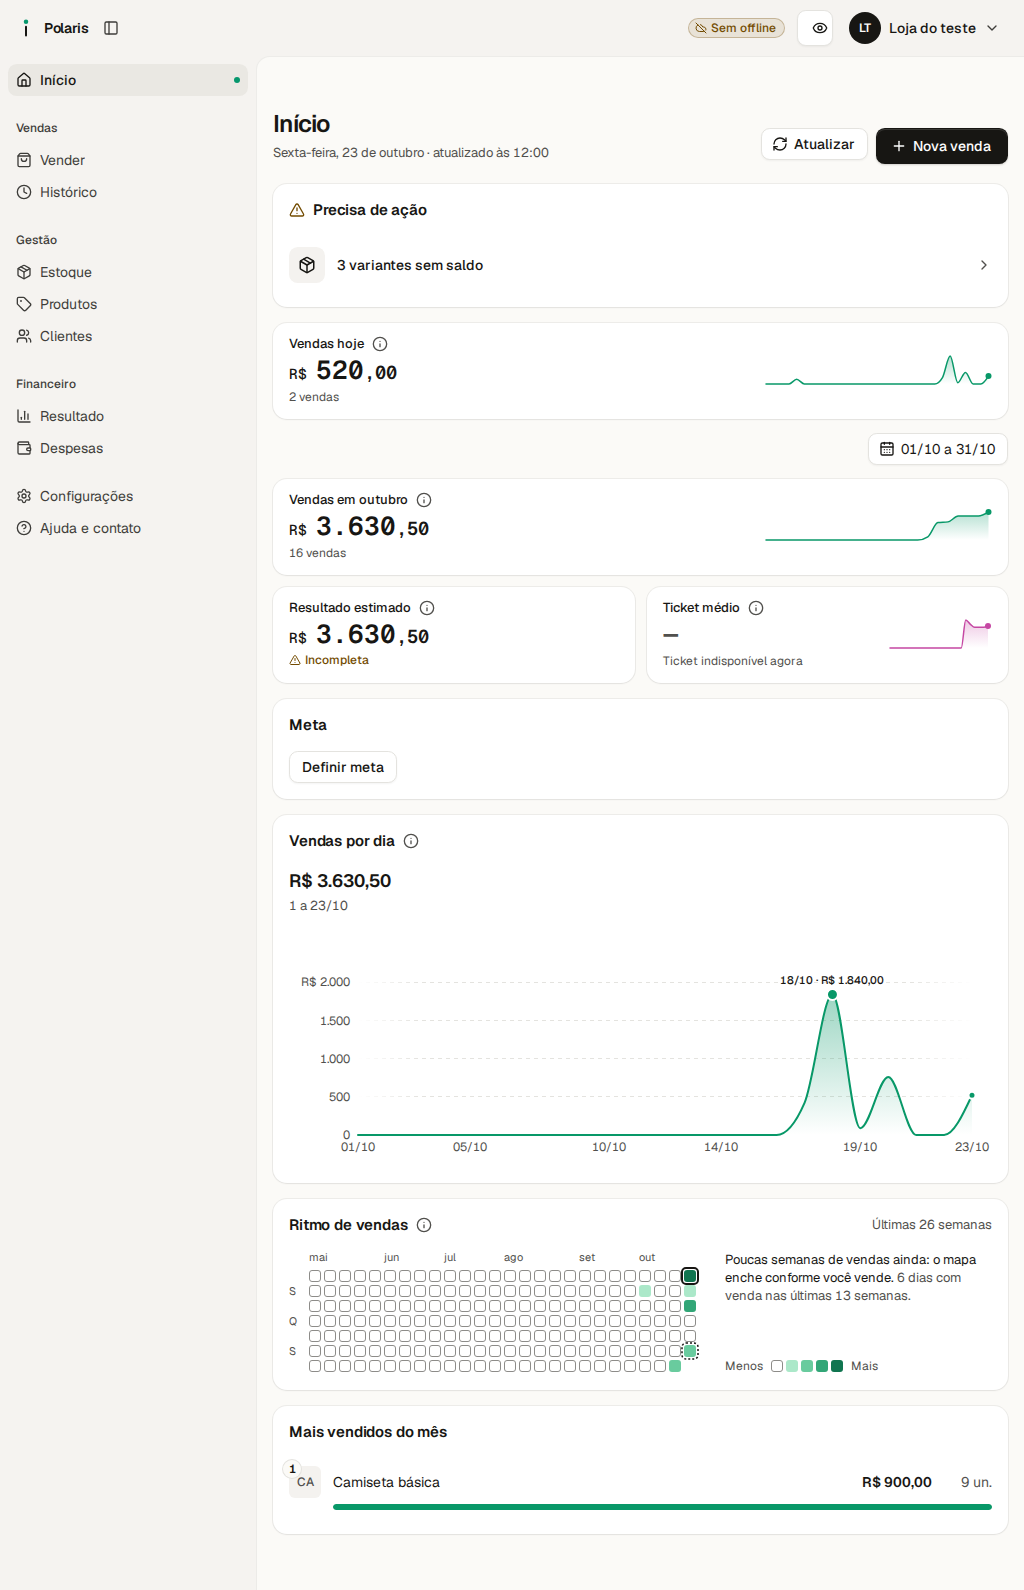 Polaris
Sem offline
LT
Loja do teste
Início
Vendas
Vender
Histórico
Gestão
Estoque
Produtos
Clientes
Financeiro
Resultado
Despesas
Configurações
Ajuda e contato
Início
Sexta-feira, 23 de outubro · atualizado às 12:00
Atualizar
Nova venda
Precisa de ação
3 variantes sem saldo
Vendas hoje
R$ 520,00
2 vendas
01/10 a 31/10
Vendas em outubro
R$ 3.630,50
16 vendas
Resultado estimado
R$ 3.630,50
Incompleta
Ticket médio
—
Ticket indisponível agora
Meta
Definir meta
Vendas por dia
R$ 3.630,50
1 a 23/10
18/10 · R$ 1.840,00
R$ 2.000
1.500
1.000
500
0
01/10 05/10 10/10 14/10 19/10 23/10
Ritmo de vendas
Últimas 26 semanas
mai jun jul ago set out
S
Q
S
Poucas semanas de vendas ainda: o mapa
enche conforme você vende. 6 dias com
venda nas últimas 13 semanas.
Menos Mais
Mais vendidos do mês
1
CA
Camiseta básica R$ 900,00 9 un.